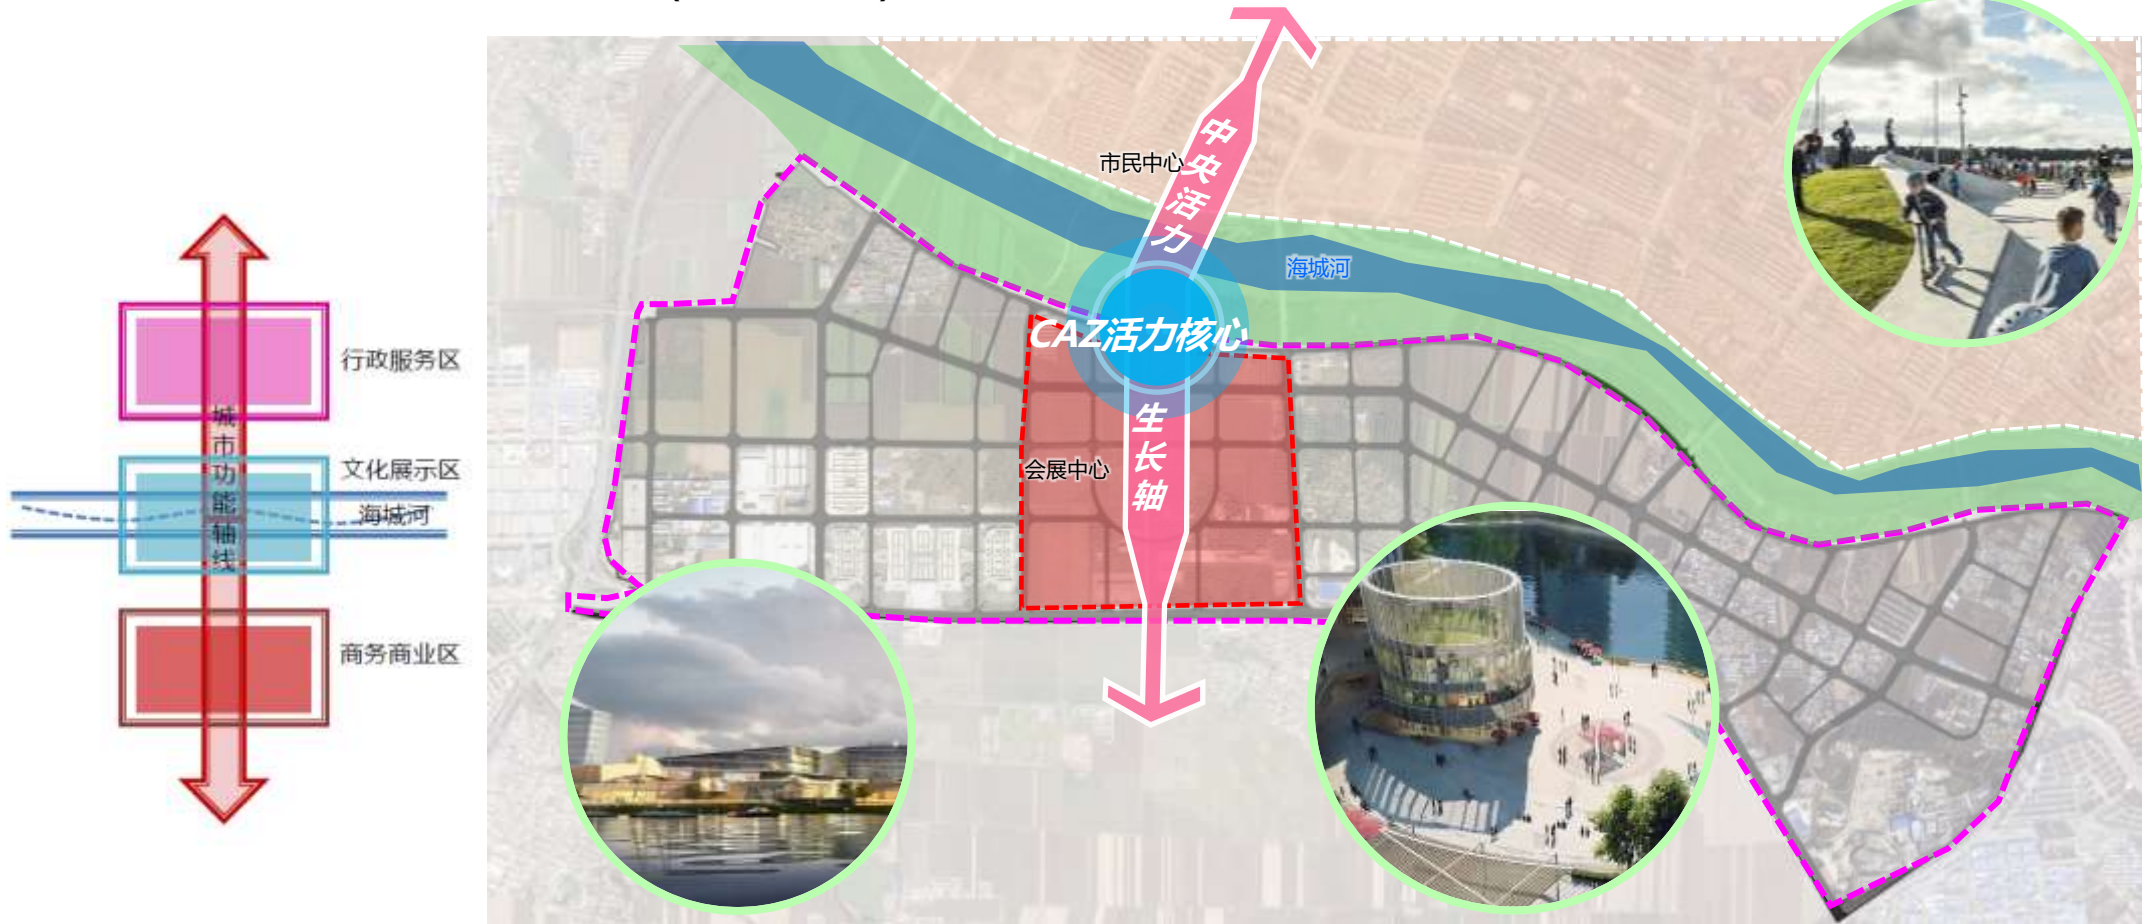 行政服务区
文化展示区
海城河
商务商业区
城市功能轴线
市民中心
中央活力
海城河
CAZ活力核心
会展中心
生长轴